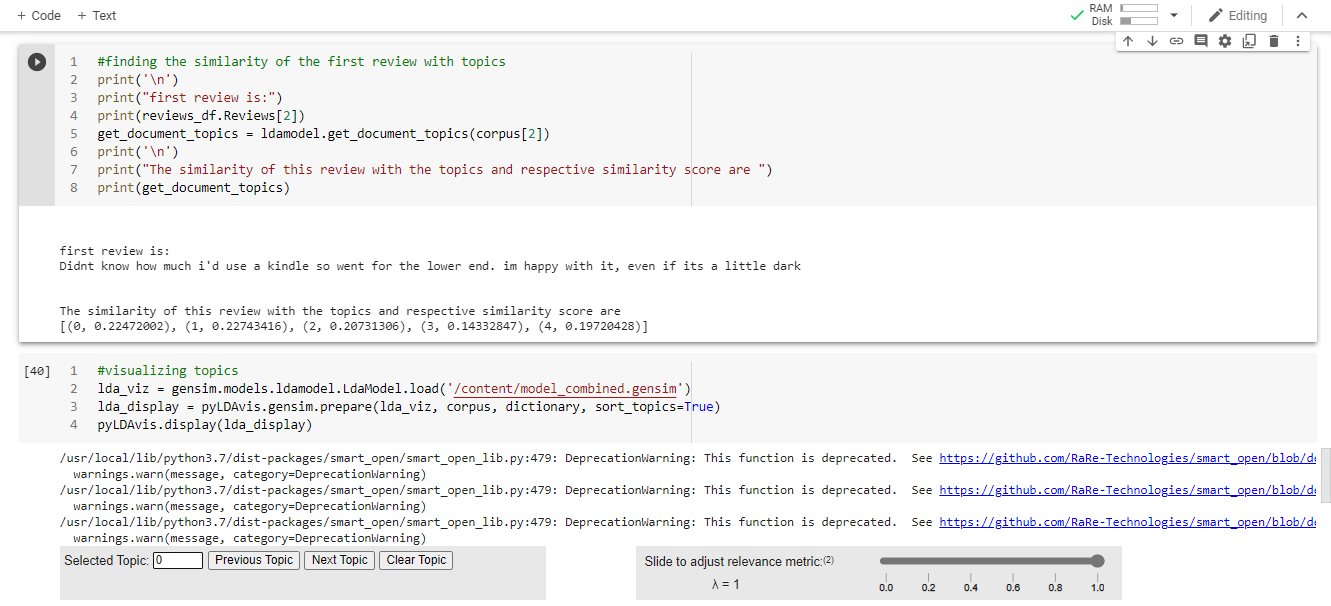 + Code + Text
RAM
Disk
Editing
1 #finding the similarity of the first review with topics
2 print('\n')
3 print("first review is:")
4 print(reviews_df.Reviews[2])
5 get_document_topics = ldamodel.get_document_topics(corpus[2])
6 print('\n')
7 print("The similarity of this review with the topics and respective similarity score are ")
8 print(get_document_topics)
first review is:
Didnt know how much i'd use a kindle so went for the lower end. im happy with it, even if its a little dark
The similarity of this review with the topics and respective similarity score are
[(0, 0.22472002), (1, 0.22743416), (2, 0.20731306), (3, 0.14332847), (4, 0.19720428)]
[40] 1 #visualizing topics
2 lda_viz = gensim.models.ldamodel.LdaModel.load('/content/model_combined.gensim')
3 lda_display = pyLDAvis.gensim.prepare(lda_viz, corpus, dictionary, sort_topics=True)
4 pyLDAvis.display(lda_display)
/usr/local/lib/python3.7/dist-packages/smart_open/smart_open_lib.py:479: DeprecationWarning: This function is deprecated. See https://github.com/RaRe-Technologies/smart_open/blob/de
warnings.warn(message, category=DeprecationWarning)
/usr/local/lib/python3.7/dist-packages/smart_open/smart_open_lib.py:479: DeprecationWarning: This function is deprecated. See https://github.com/RaRe-Technologies/smart_open/blob/de
warnings.warn(message, category=DeprecationWarning)
/usr/local/lib/python3.7/dist-packages/smart_open/smart_open_lib.py:479: DeprecationWarning: This function is deprecated. See https://github.com/RaRe-Technologies/smart_open/blob/de
warnings.warn(message, category=DeprecationWarning)
Selected Topic: 0 Previous Topic Next Topic Clear Topic
Slide to adjust relevance metric:(2)
λ = 1
0.0 0.2 0.4 0.6 0.8 1.0